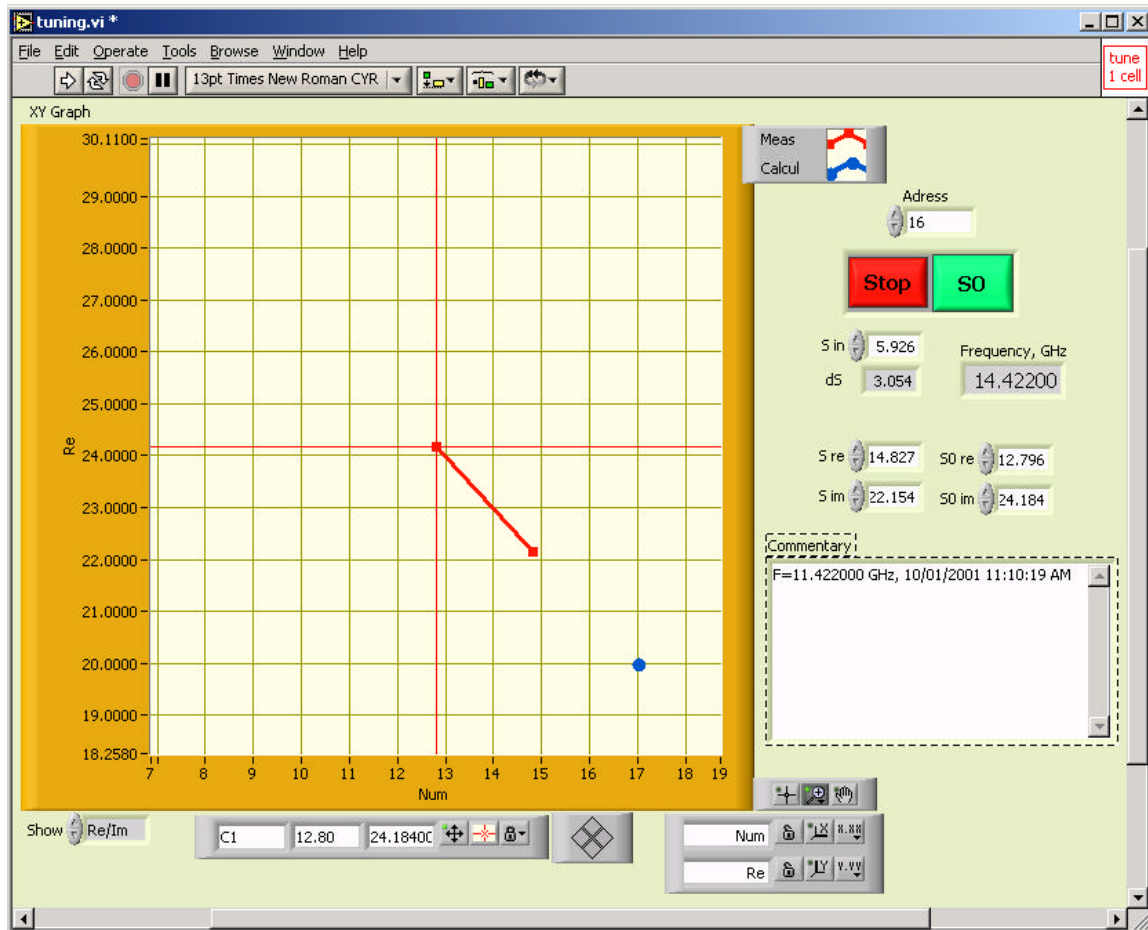 tuning.vi *
File Edit Operate Tools Browse Window Help
13pt Times New Roman CYR
tune
1 cell
XY Graph
30.1100
29.0000
28.0000
27.0000
26.0000
25.0000
24.0000
23.0000
22.0000
21.0000
20.0000
19.0000
18.2580
Re
7 8 9 10 11 12 13 14 15 16 17 18 19
Num
Meas
Calcul
Adress
16
Stop S0
S in 5.926
dS 3.054
Frequency, GHz
14.42200
S re 14.827 S0 re 12.796
S im 22.154 S0 im 24.184
Commentary
F=11.422000 GHz, 10/01/2001 11:10:19 AM
Show Re/Im
C1 12.80 24.1840
Num X X.XX
Re Y Y.YY